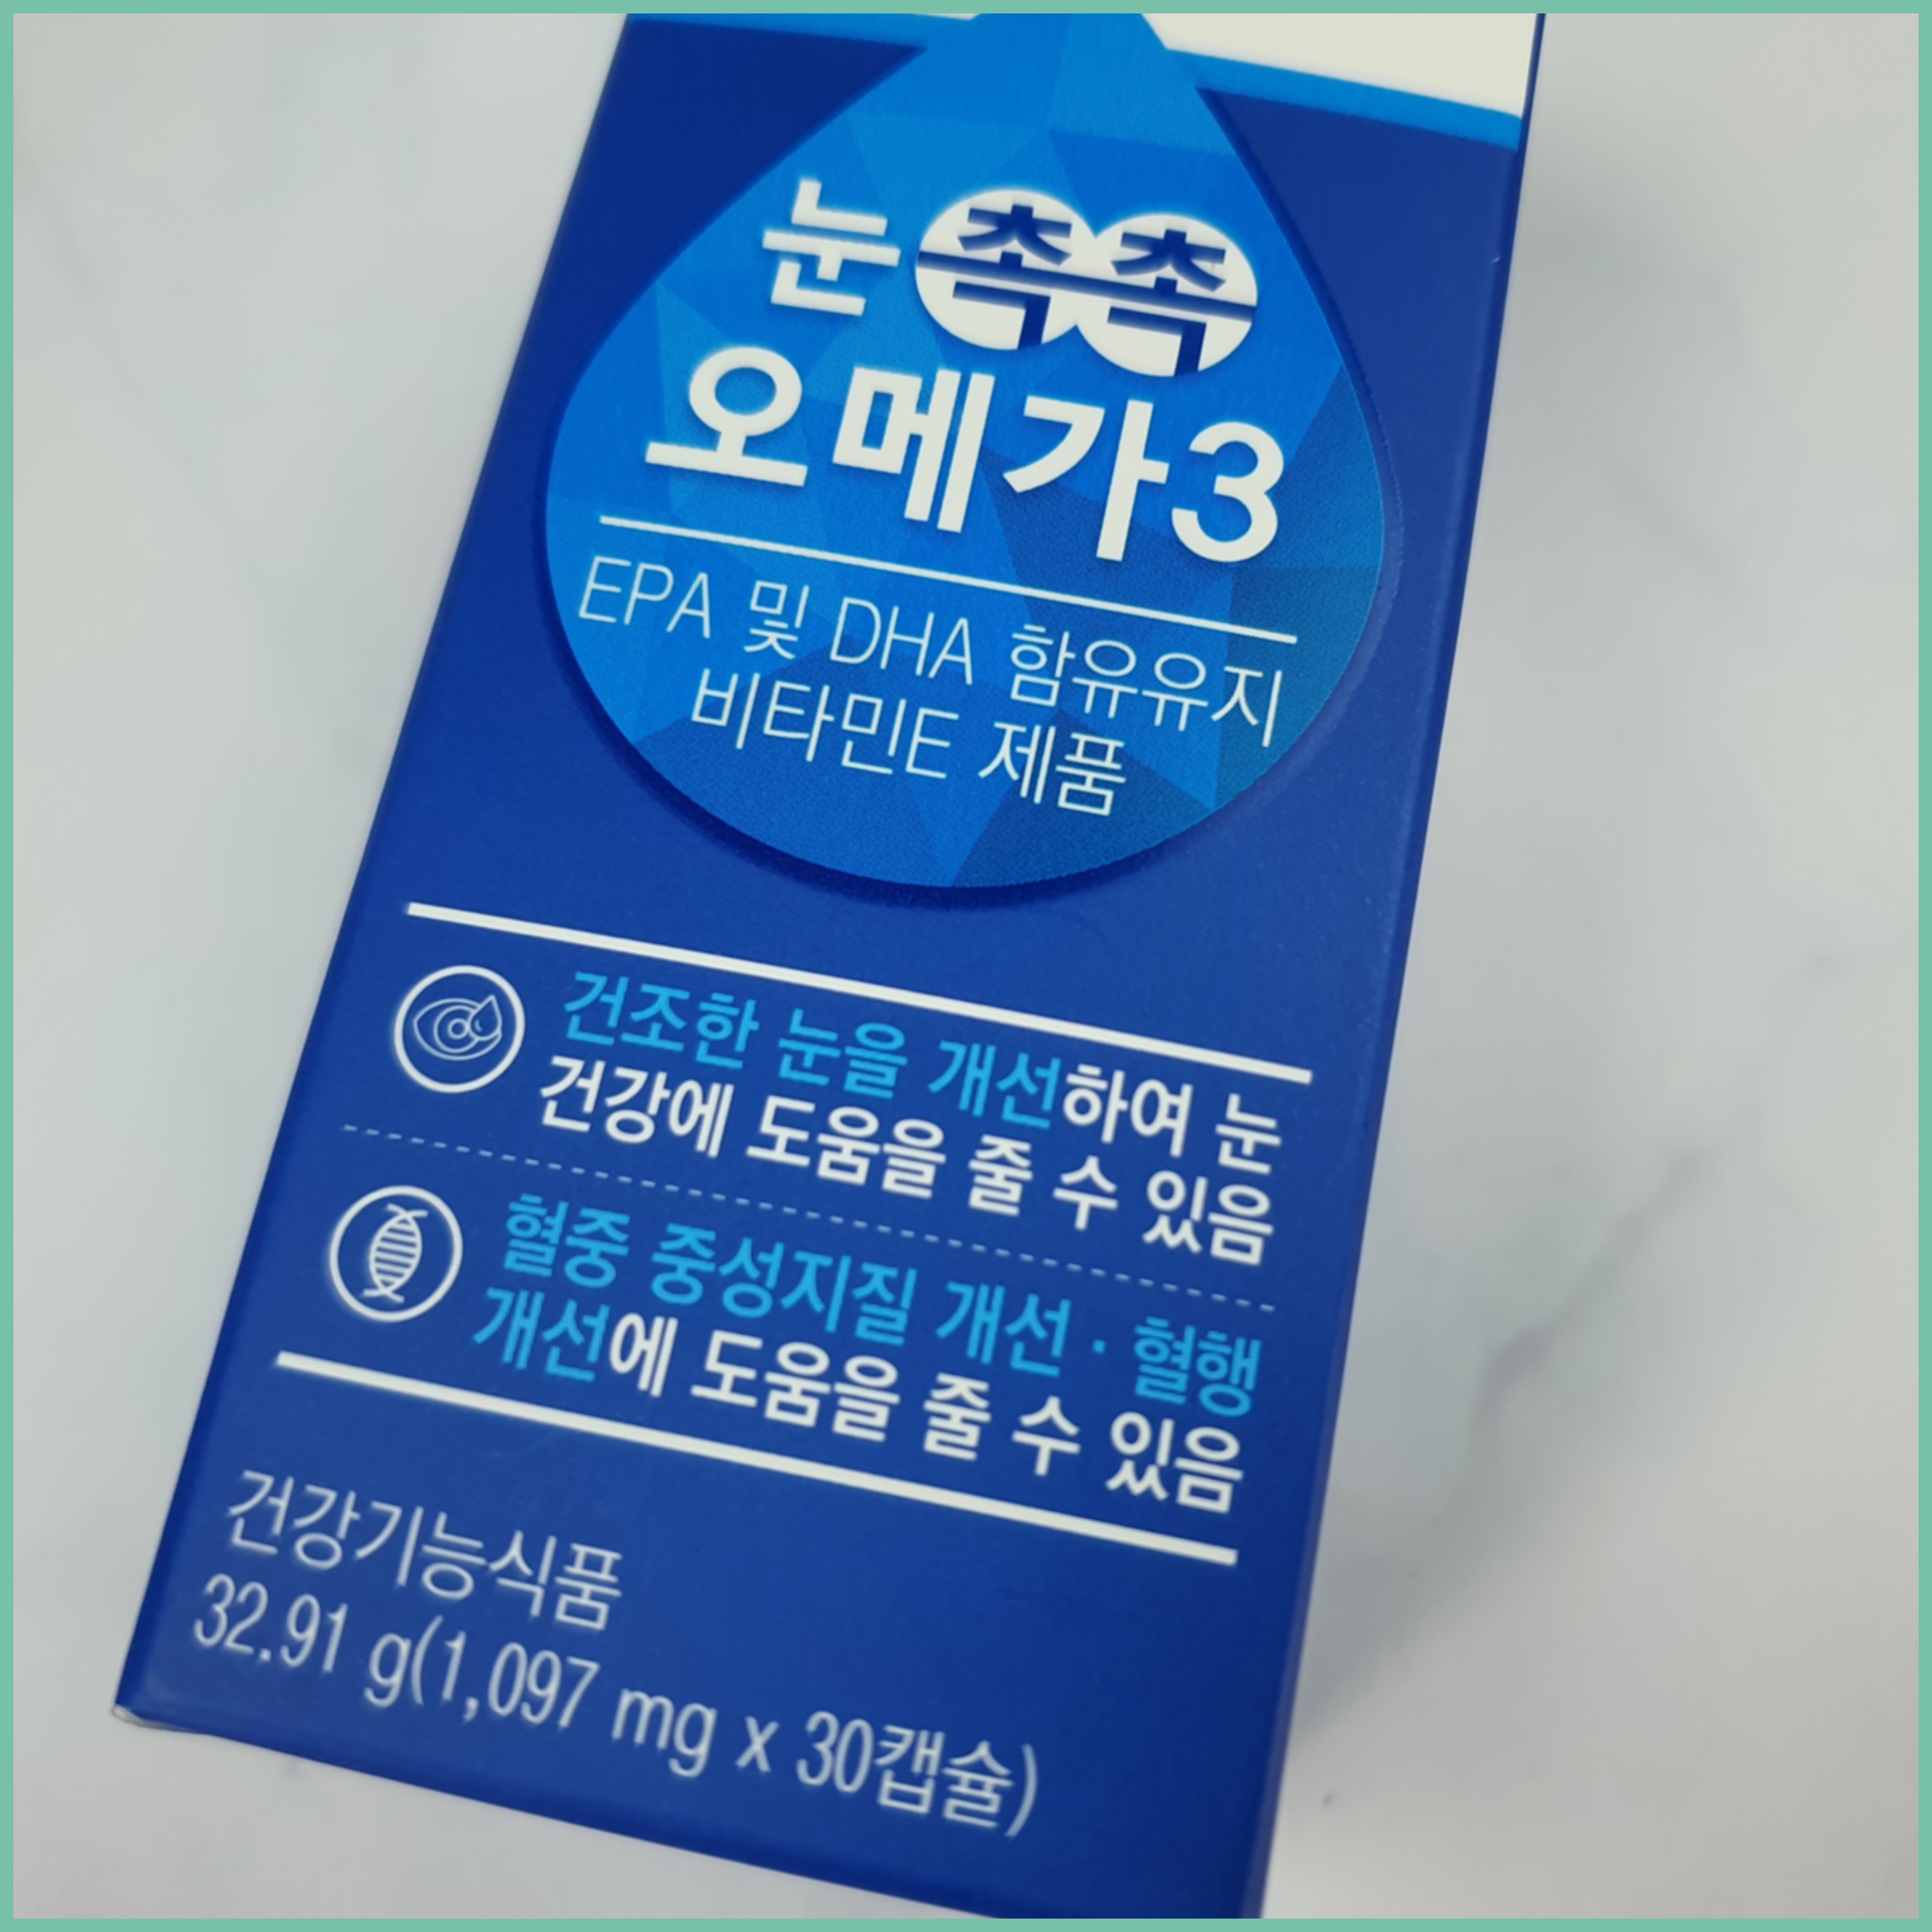 눈촉촉
오메가3
EPA 및 DHA 함유유지
비타민E 제품
건조한 눈을 개선하여 눈
건강에 도움을 줄 수 있음
혈중 중성지질 개선 · 혈행
개선에 도움을 줄 수 있음
건강기능식품
32.91 g(1,097 mg x 30캡슐)